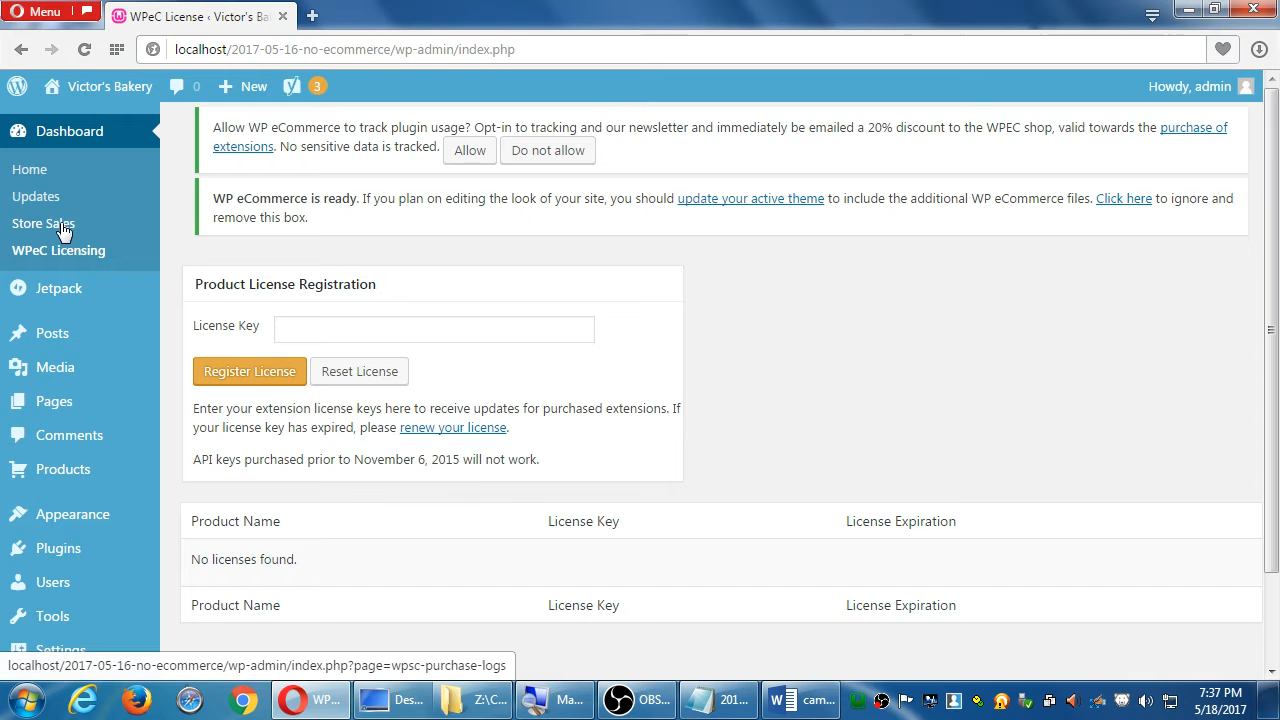 Menu
WPeC License ‹ Victor's Ba
localhost/2017-05-16-no-ecommerce/wp-admin/index.php
Victor's Bakery
0
New
3
Howdy, admin
Dashboard
Home
Updates
Store Sales
WPeC Licensing
Jetpack
Posts
Media
Pages
Comments
Products
Appearance
Plugins
Users
Tools
Settings
Allow WP eCommerce to track plugin usage? Opt-in to tracking and our newsletter and immediately be emailed a 20% discount to the WPEC shop, valid towards the purchase of
extensions. No sensitive data is tracked. Allow Do not allow
WP eCommerce is ready. If you plan on editing the look of your site, you should update your active theme to include the additional WP eCommerce files. Click here to ignore and
remove this box.
Product License Registration
License Key
Register License Reset License
Enter your extension license keys here to receive updates for purchased extensions. If
your license key has expired, please renew your license.
API keys purchased prior to November 6, 2015 will not work.
Product Name License Key License Expiration
No licenses found.
Product Name License Key License Expiration
localhost/2017-05-16-no-ecommerce/wp-admin/index.php?page=wpsc-purchase-logs
WP... Des... Z:\C... Ma... OBS... 201... cam...
7:37 PM
5/18/2017